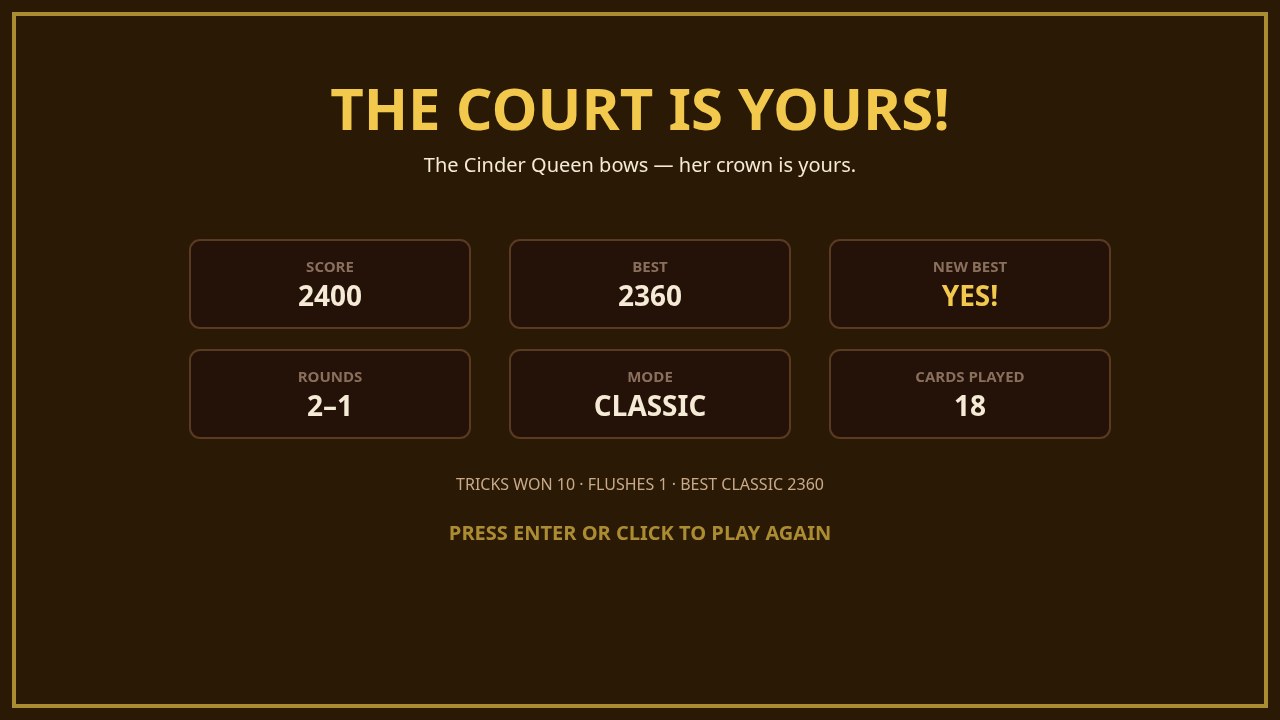 THE COURT IS YOURS!
The Cinder Queen bows — her crown is yours.
SCORE
2400
BEST
2360
NEW BEST
YES!
ROUNDS
2–1
MODE
CLASSIC
CARDS PLAYED
18
TRICKS WON 10 · FLUSHES 1 · BEST CLASSIC 2360
PRESS ENTER OR CLICK TO PLAY AGAIN